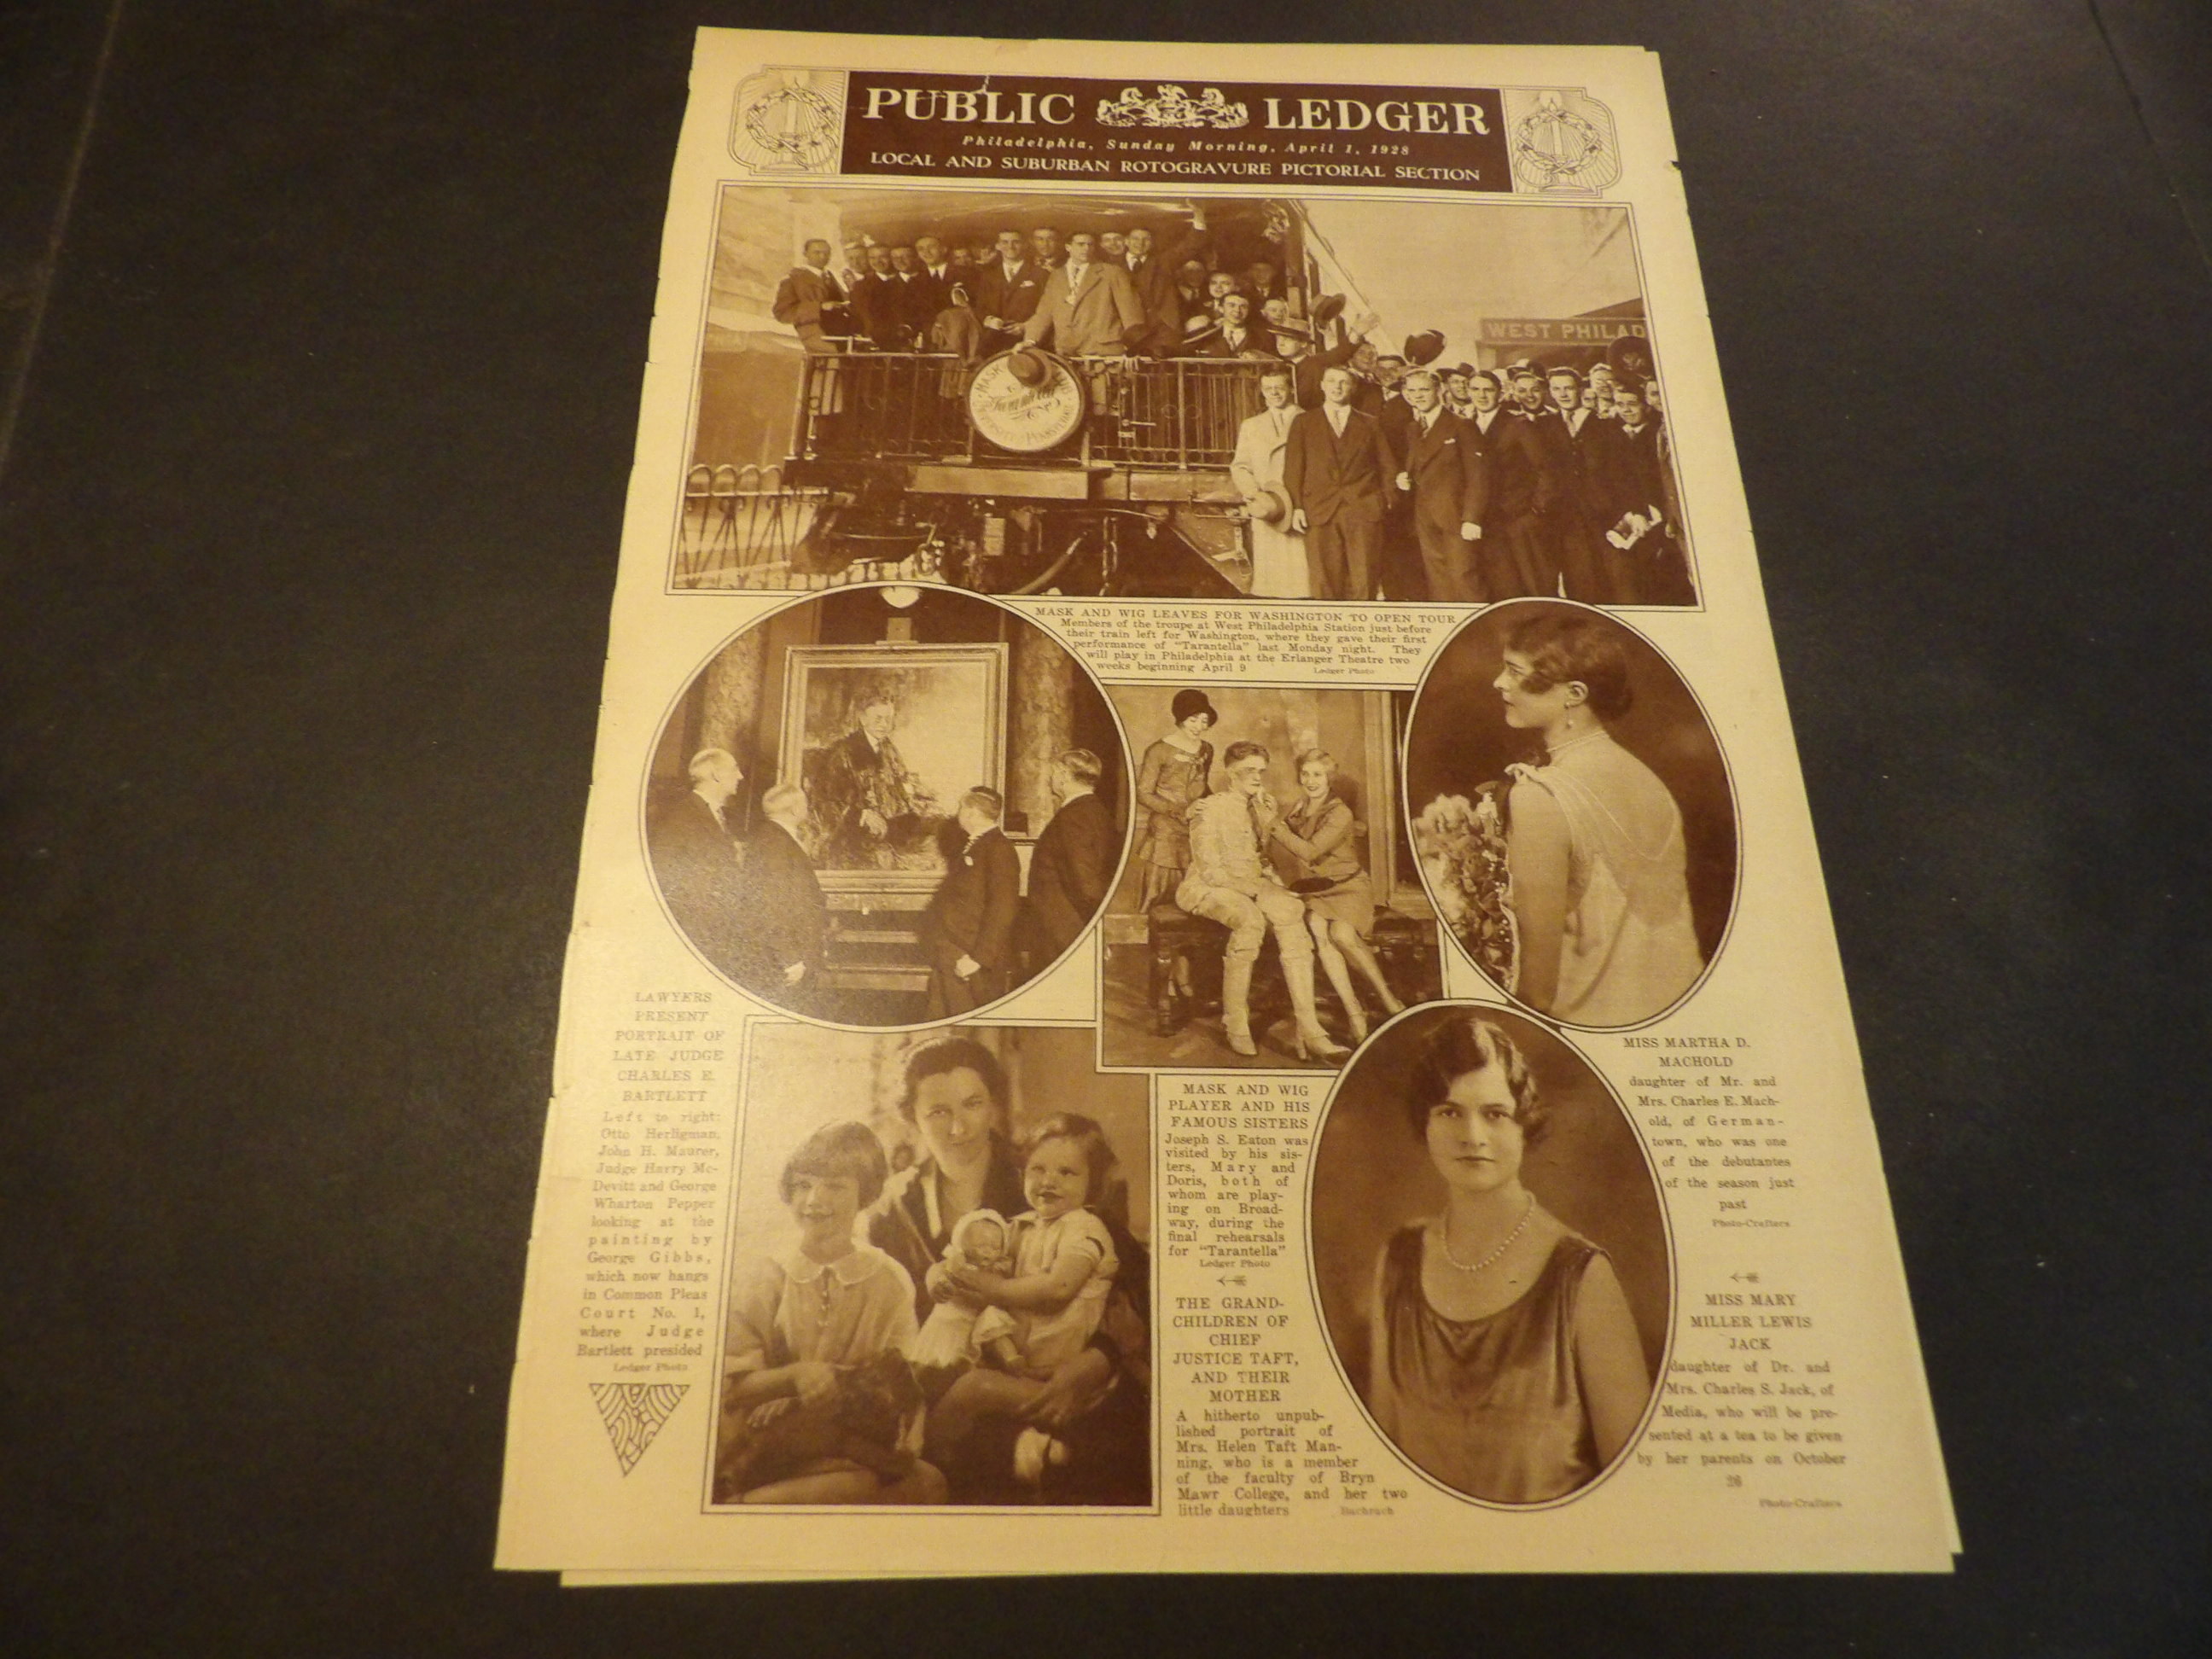 PUBLIC LEDGER
Philadelphia, Sunday Morning, April 1, 1928
LOCAL AND SUBURBAN ROTOGRAVURE PICTORIAL SECTION
WEST PHILAD
MASK AND WIG LEAVES FOR WASHINGTON TO OPEN TOUR
Members of the troupe at West Philadelphia Station just before
their train left for Washington, where they gave their first
performance of "Tarantella" last Monday night. They
will play in Philadelphia at the Erlanger Theatre two
weeks beginning April 9
Ledger Photo
LAWYERS
PRESENT
PORTRAIT OF
LATE JUDGE
CHARLES E.
BARTLETT
Left to right:
Otto Herligman,
John H. Maurer,
Judge Harry Mc-
Devitt and George
Wharton Pepper
looking at the
painting by
George Gibbs,
which now hangs
in Common Pleas
Court No. 1,
where Judge
Bartlett presided
Ledger Photo
MASK AND WIG
PLAYER AND HIS
FAMOUS SISTERS
Joseph S. Eaton was
visited by his sis-
ters, Mary and
Doris, both of
whom are play-
ing on Broad-
way, during the
final rehearsals
for "Tarantella"
Ledger Photo
THE GRAND-
CHILDREN OF
CHIEF
JUSTICE TAFT,
AND THEIR
MOTHER
A hitherto unpub-
lished portrait of
Mrs. Helen Taft Man-
ning, who is a member
of the faculty of Bryn
Mawr College, and her two
little daughters
Bachrach
MISS MARTHA D.
MACHOLD
daughter of Mr. and
Mrs. Charles E. Mach-
old, of German-
town, who was one
of the debutantes
of the season just
past
Photo-Crafters
MISS MARY
MILLER LEWIS
JACK
daughter of Dr. and
Mrs. Charles S. Jack, of
Media, who will be pre-
sented at a tea to be given
by her parents on October
26
Photo-Crafters